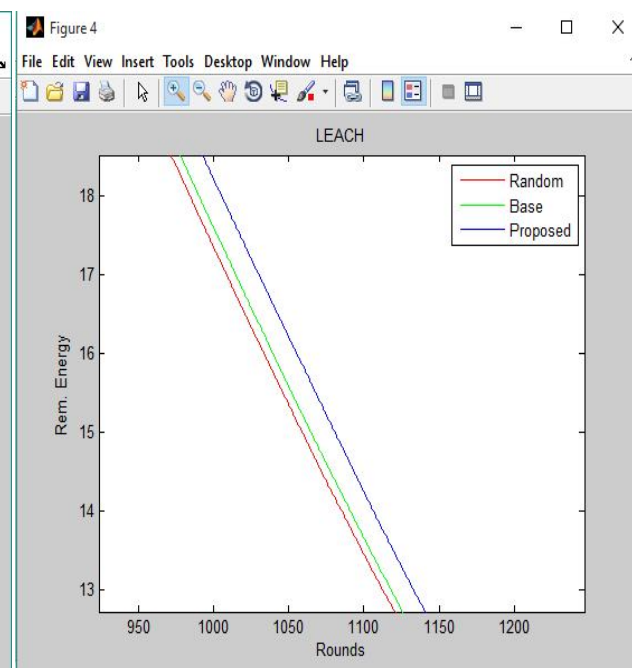 Figure 4
File Edit View Insert Tools Desktop Window Help
LEACH
Random
Base
Proposed
Rem. Energy
18
17
16
15
14
13
950 1000 1050 1100 1150 1200
Rounds